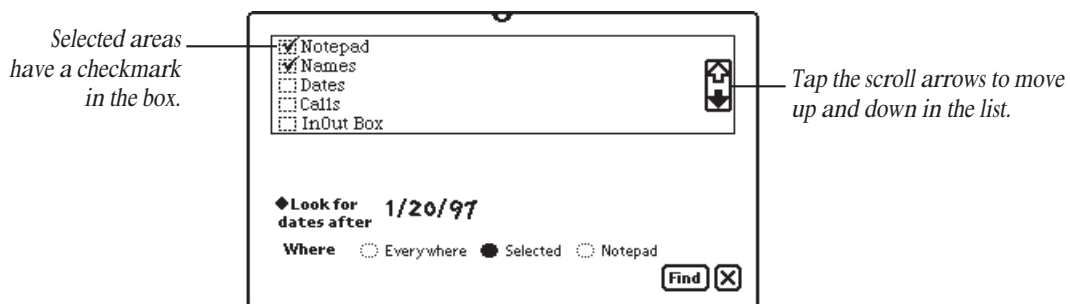 Selected areas
have a checkmark
in the box.
Notepad
Names
Dates
Calls
InOut Box
Tap the scroll arrows to move
up and down in the list.
◆Look for
dates after 1/20/97
Where Everywhere Selected Notepad
Find